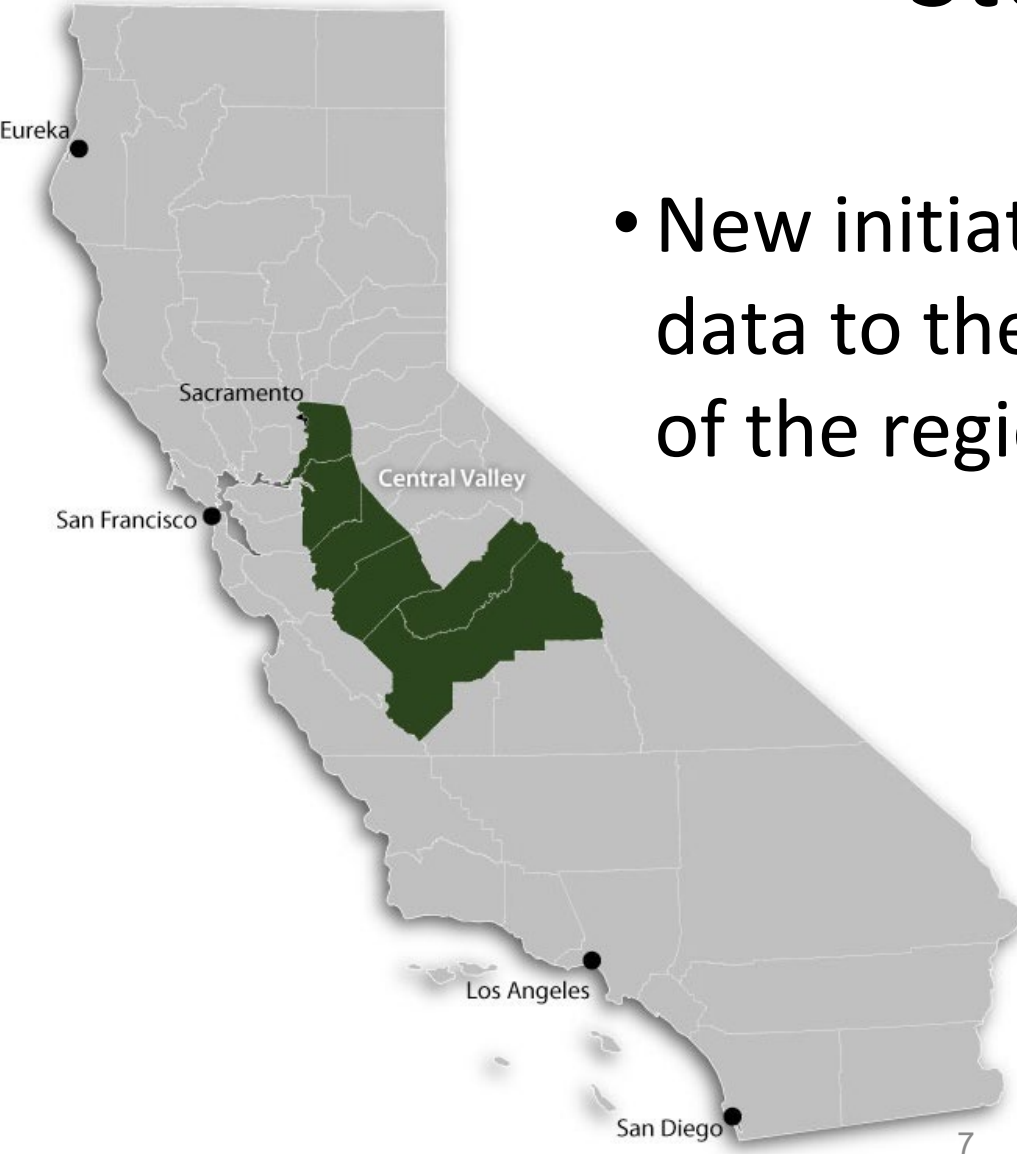 Eureka
• New initiat
data to the
of the regi
Sacramento
Central Valley
San Francisco
Los Angeles
San Diego
7